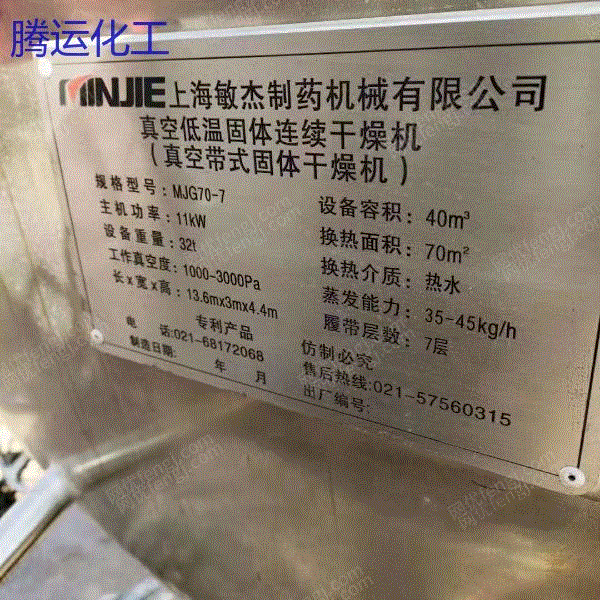 腾运化工
MINJIE 上海敏杰制药机械有限公司
真空低温固体连续干燥机
(真空带式固体干燥机)
规格型号：MJG70-7
主机功率：11kW
设备重量：32t
工作真空度：1000-3000Pa
长x宽x高：13.6mx3mx4.4m
专利产品
电 话:021-68172068
制造日期: 年 月
设备容积：40m³
换热面积：70m²
换热介质：热水
蒸发能力：35-45kg/h
履带层数：7层
仿制必究
售后热线:021-57560315
出厂编号: